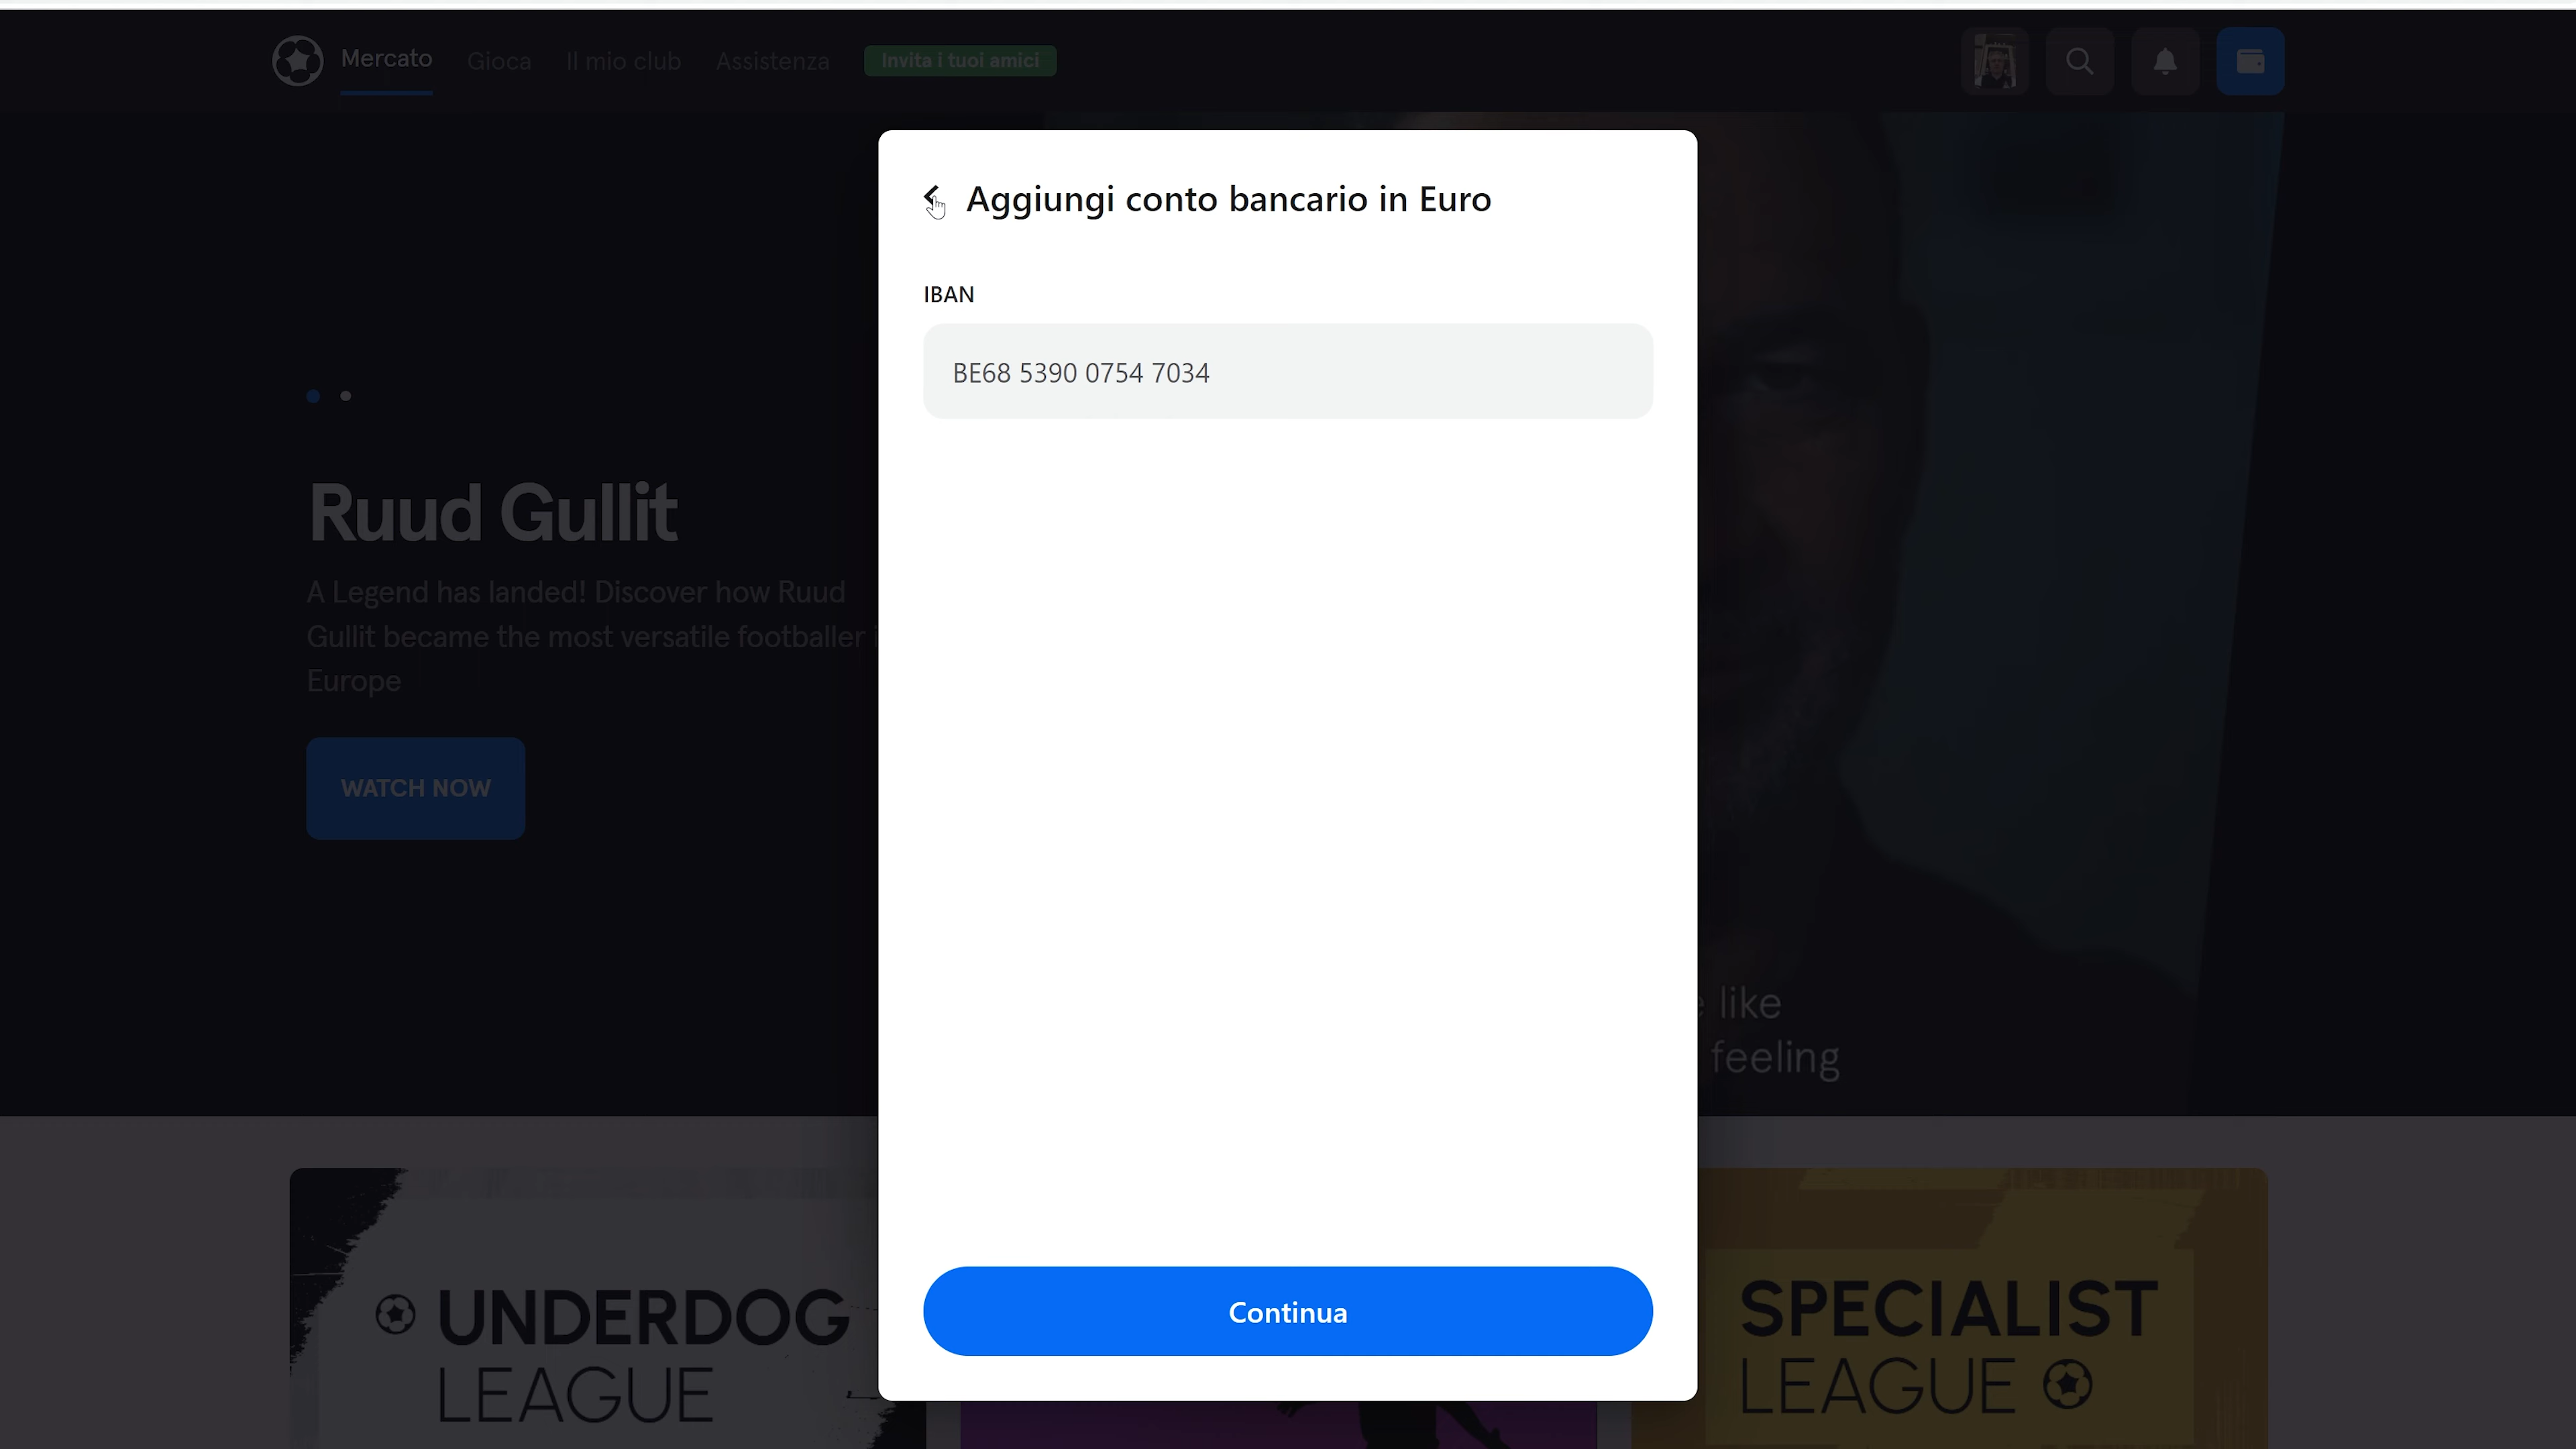 Mercato
Gioca
Il mio club
Assistenza
Invita i tuoi amici
Aggiungi conto bancario in Euro
IBAN
BE68 5390 0754 7034
Ruud Gullit
A Legend has landed! Discover how Ruud
Gullit became the most versatile footballer
Europe
WATCH NOW
like
feeling
Continua
UNDERDOG
LEAGUE
SPECIALIST
LEAGUE